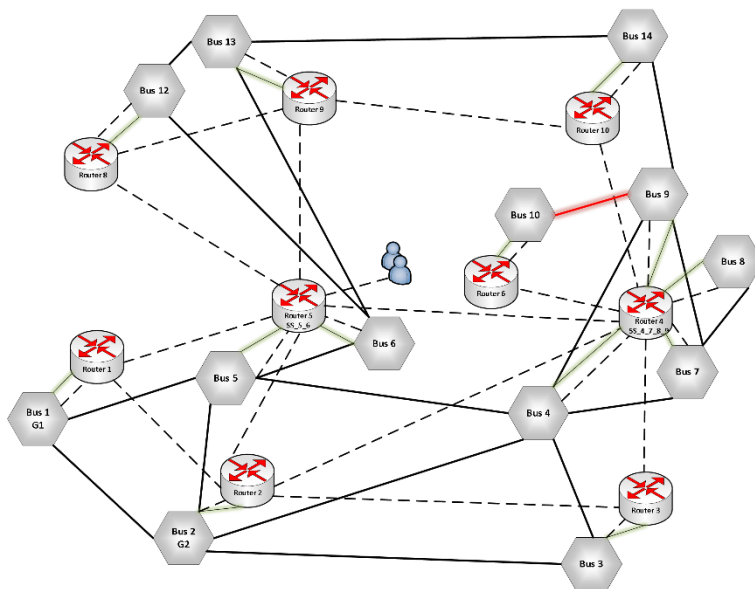 Bus 13
Bus 14
Bus 12
Router 9
Router 10
Router 8
Bus 9
Bus 10
Bus 8
Router 6
Router 5
SS_5_6
Router 4
SS_4_7_8_9
Bus 6
Router 1
Bus 5
Bus 7
Bus 1
G1
Bus 4
Router 2
Router 3
Bus 2
G2
Bus 3